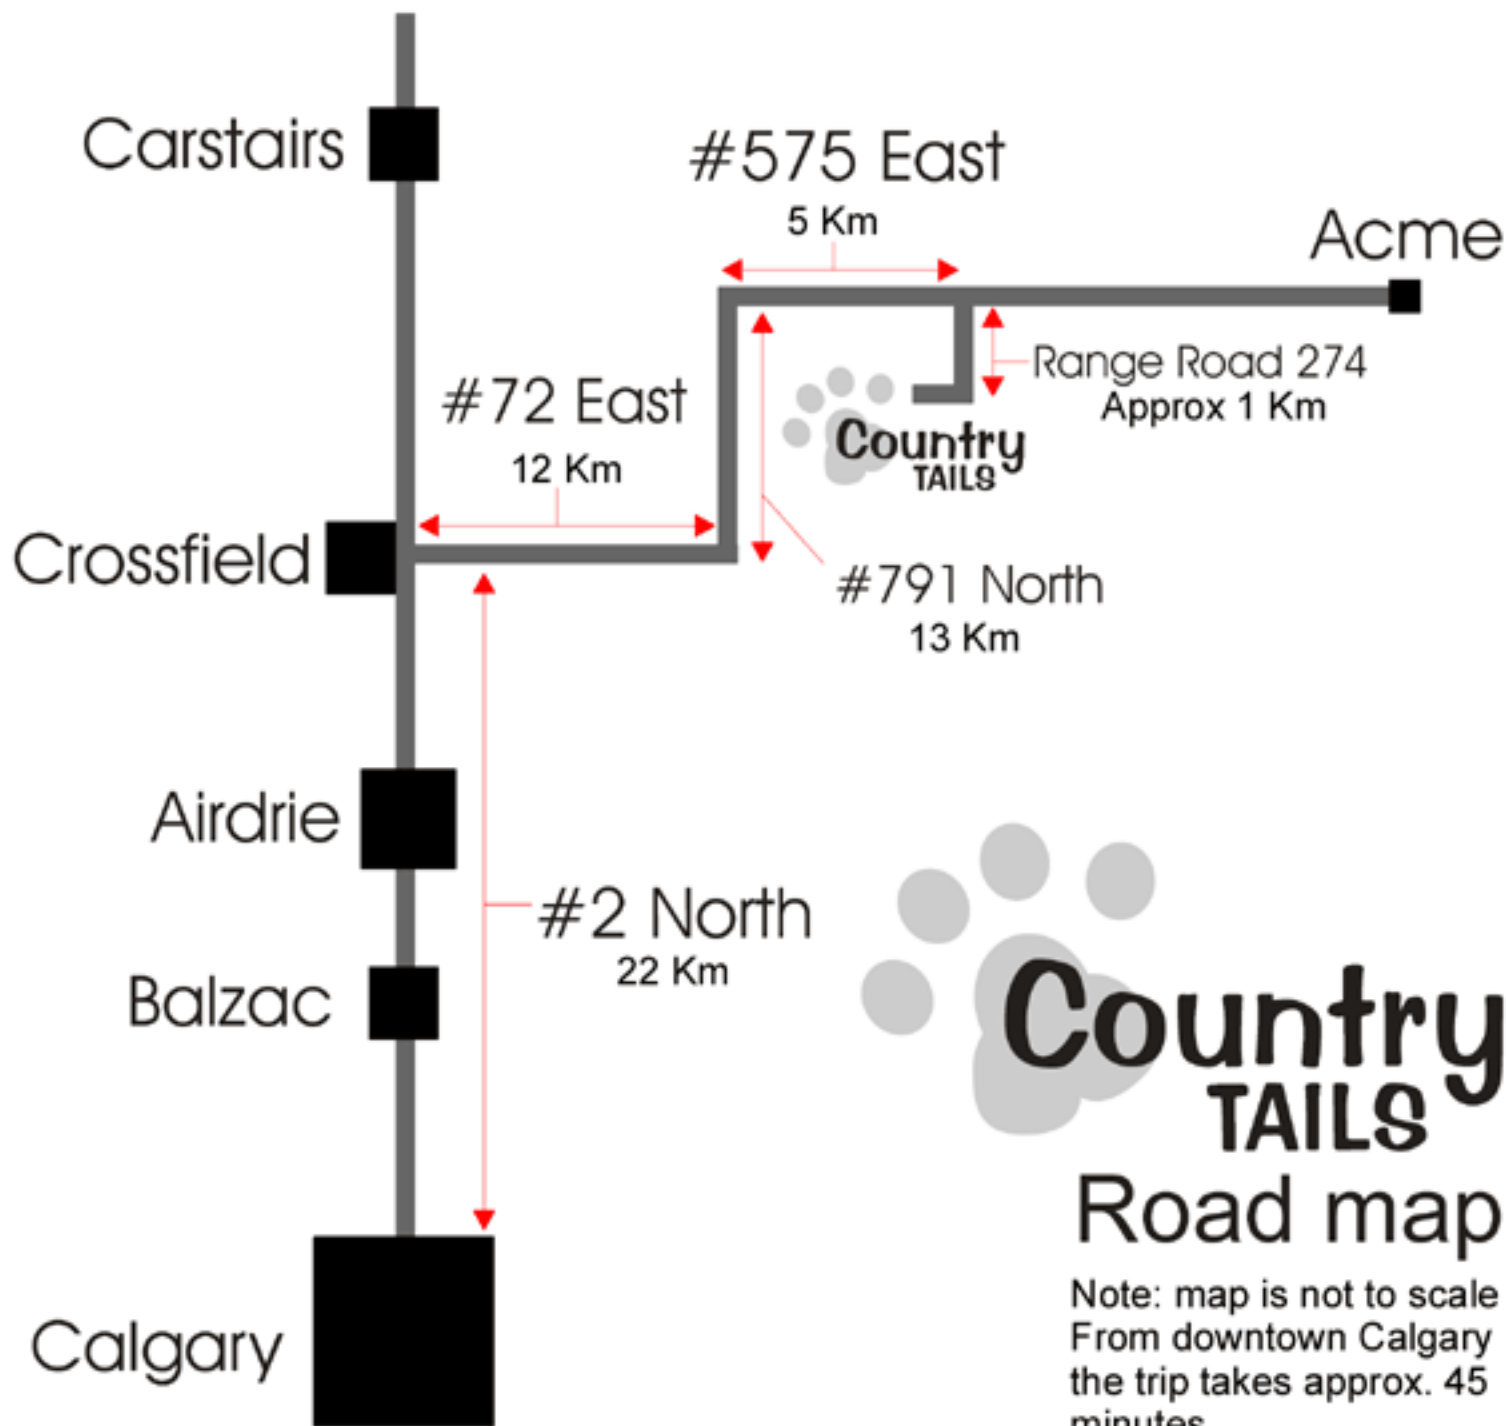 Carstairs
#575 East
5 Km
Acme
Range Road 274
Approx 1 Km
#72 East
12 Km
Country
TAILS
Crossfield
#791 North
13 Km
Airdrie
#2 North
22 Km
Balzac
Country
TAILS
Road map
Note: map is not to scale
From downtown Calgary
the trip takes approx. 45
minutes
Calgary